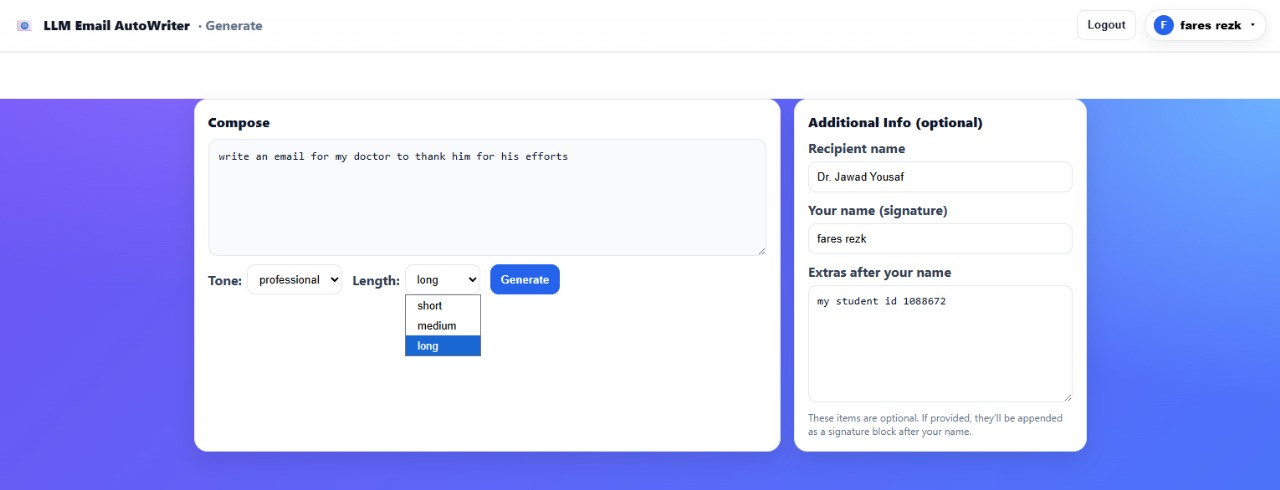 LLM Email AutoWriter · Generate
Logout
F fares rezk
Compose
write an email for my doctor to thank him for his efforts
Tone: professional Length: long Generate
short
medium
long
Additional Info (optional)
Recipient name
Dr. Jawad Yousaf
Your name (signature)
fares rezk
Extras after your name
my student id 1088672
These items are optional. If provided, they'll be appended
as a signature block after your name.